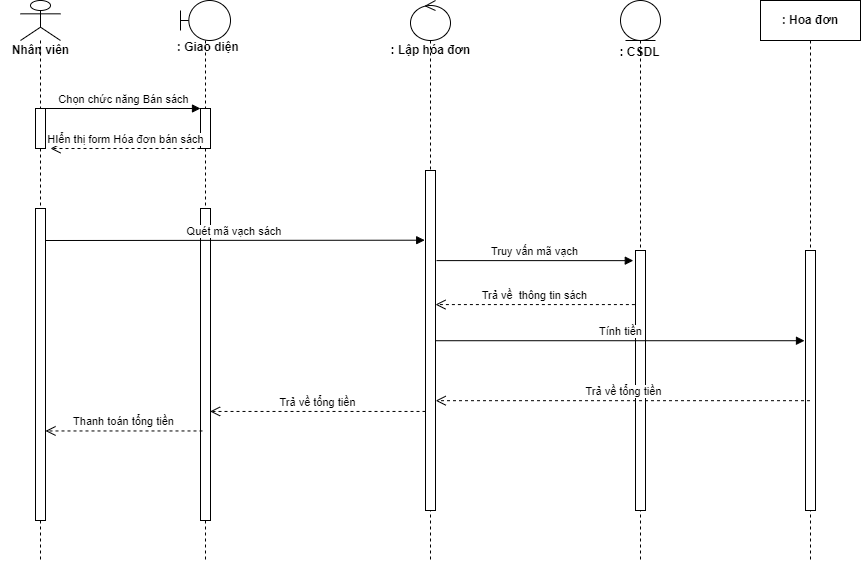 Nhân viên
: Giao diện
: Lập hóa đơn
: CSDL
: Hoa đơn
Chọn chức năng Bán sách
HIển thị form Hóa đơn bán sách
Quét mã vạch sách
Truy vấn mã vạch
Trả về thông tin sách
Tính tiền
Trả về tổng tiền
Trả về tổng tiền
Thanh toán tổng tiền